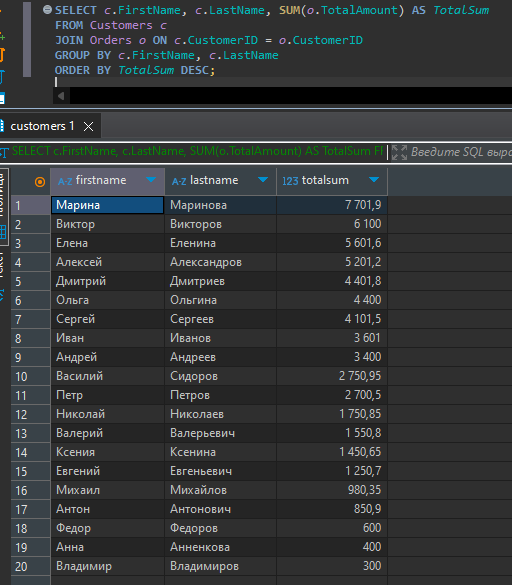 SELECT c.FirstName, c.LastName, SUM(o.TotalAmount) AS TotalSum
FROM Customers c
JOIN Orders o ON c.CustomerID = o.CustomerID
GROUP BY c.FirstName, c.LastName
ORDER BY TotalSum DESC;
customers 1
SELECT c.FirstName, c.LastName, SUM(o.TotalAmount) AS TotalSum FF Введите SQL выра
A-Z firstname A-Z lastname 123 totalsum
1 Марина Маринова 7 701,9
2 Виктор Викторов 6 100
3 Елена Еленина 5 601,6
4 Алексей Александров 5 201,2
5 Дмитрий Дмитриев 4 401,8
6 Ольга Ольгина 4 400
7 Сергей Сергеев 4 101,5
8 Иван Иванов 3 601
9 Андрей Андреев 3 400
10 Василий Сидоров 2 750,95
11 Петр Петров 2 700,5
12 Николай Николаев 1 750,85
13 Валерий Валерьевич 1 550,8
14 Ксения Ксенина 1 450,65
15 Евгений Евгеньевич 1 250,7
16 Михаил Михайлов 980,35
17 Антон Антонович 850,9
18 Федор Федоров 600
19 Анна Анненкова 400
20 Владимир Владимиров 300